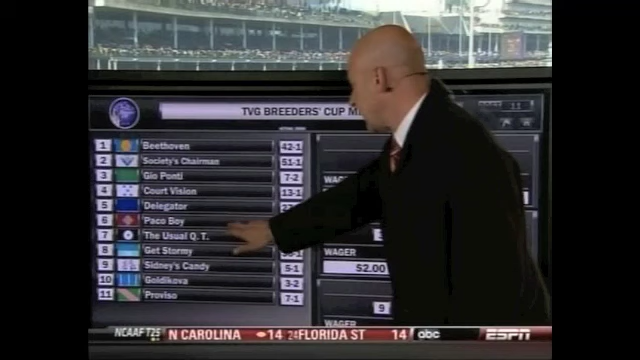 TVG BREEDERS' CUP
11
1 Beethoven 42-1
2 Society's Chairman 51-1
3 Gio Ponti 7-2
4 Court Vision 13-1
5 Delegator
6 Paco Boy
7 The Usual Q.T.
8 Get Stormy
9 Sidney's Candy 5-1
10 Goldikova 3-2
11 Proviso 7-1
WAGER
WAGER
$2.00
9
WAGER
NCAAF T25 N CAROLINA 14 24 FLORIDA ST 14 abc ESPN